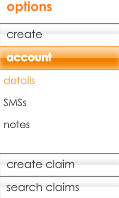 options
create
account
details
SMSs
notes
create claim
search claims